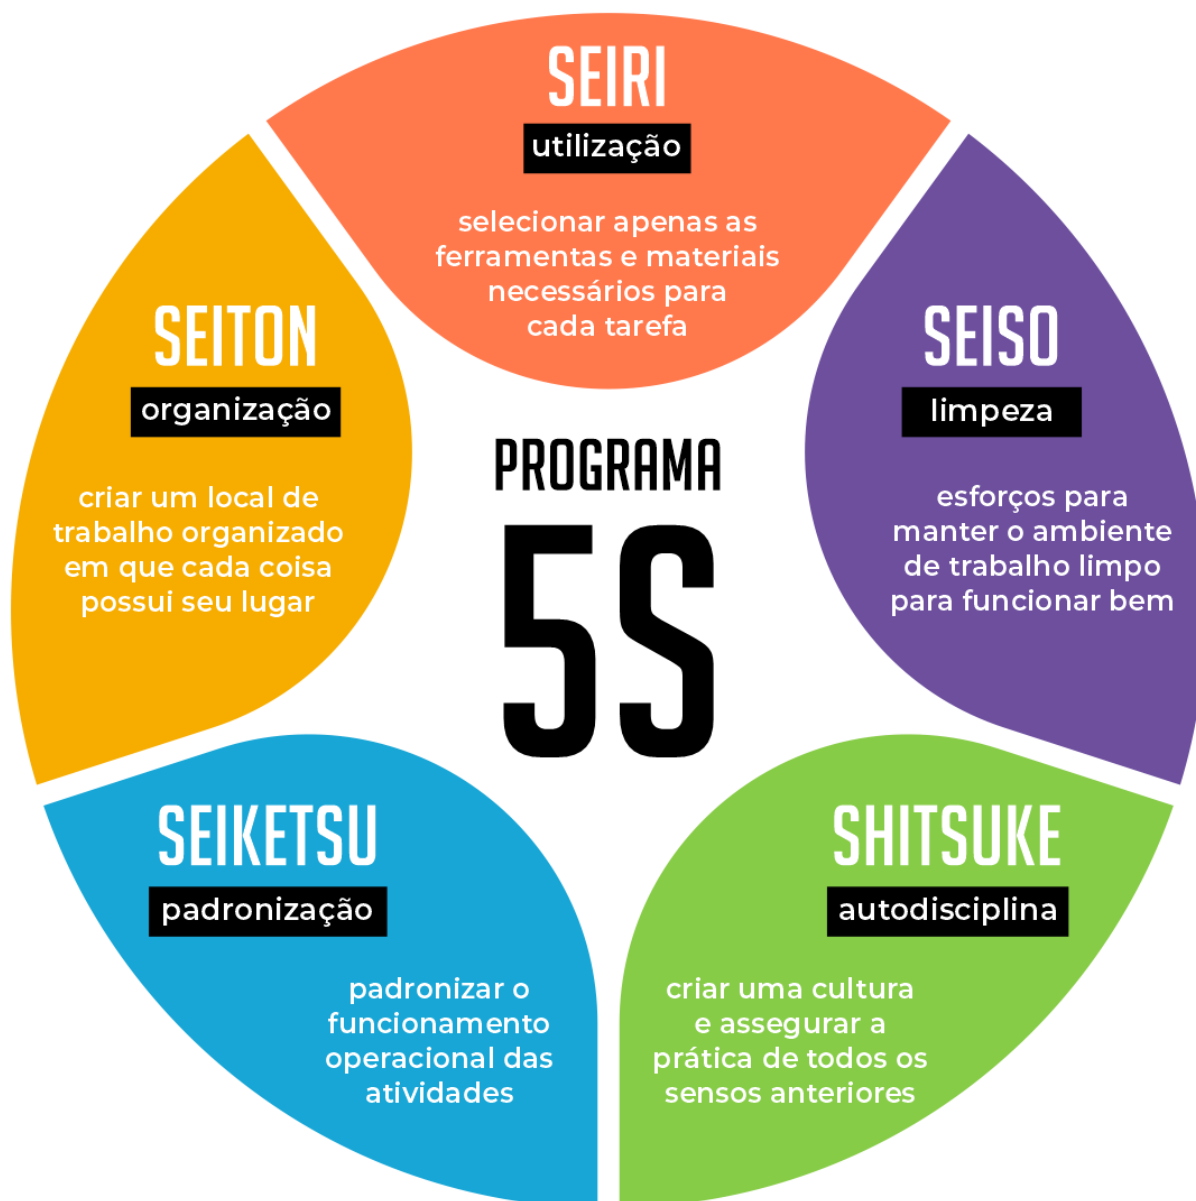 SEIRI
utilização
selecionar apenas as
ferramentas e materiais
necessários para
cada tarefa
SEITON
organização
criar um local de
trabalho organizado
em que cada coisa
possui seu lugar
PROGRAMA
5S
SEISO
limpeza
esforços para
manter o ambiente
de trabalho limpo
para funcionar bem
SEIKETSU
padronização
padronizar o
funcionamento
operacional das
atividades
SHITSUKE
autodisciplina
criar uma cultura
e assegurar a
prática de todos os
sensos anteriores